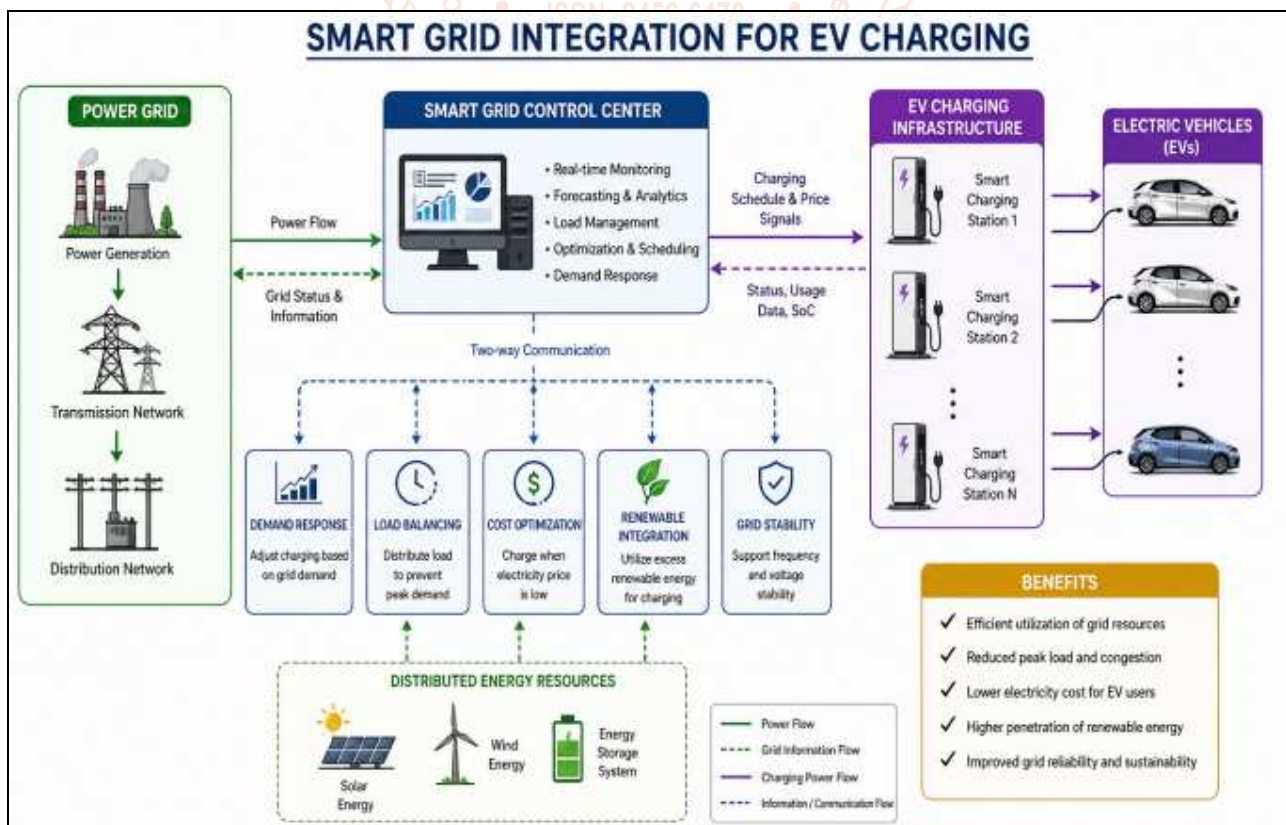 SMART GRID INTEGRATION FOR EV CHARGING
POWER GRID
Power Generation
Transmission Network
Distribution Network
Power Flow
Grid Status &
Information
SMART GRID CONTROL CENTER
• Real-time Monitoring
• Forecasting & Analytics
• Load Management
• Optimization & Scheduling
• Demand Response
Charging
Schedule & Price
Signals
Status, Usage
Data, SoC
EV CHARGING
INFRASTRUCTURE
Smart
Charging
Station 1
Smart
Charging
Station 2
Smart
Charging
Station N
ELECTRIC VEHICLES
(EVs)
Two-way Communication
DEMAND RESPONSE
Adjust charging based
on grid demand
LOAD BALANCING
Distribute load
to prevent
peak demand
$
COST OPTIMIZATION
Charge when
electricity price
is low
RENEWABLE
INTEGRATION
Utilize excess
renewable energy
for charging
GRID STABILITY
Support frequency
and voltage
stability
DISTRIBUTED ENERGY RESOURCES
Solar
Energy
Wind
Energy
Energy
Storage
System
Power Flow
Grid Information Flow
Charging Power Flow
Information / Communication Flow
BENEFITS
✓ Efficient utilization of grid resources
✓ Reduced peak load and congestion
✓ Lower electricity cost for EV users
✓ Higher penetration of renewable energy
✓ Improved grid reliability and sustainability